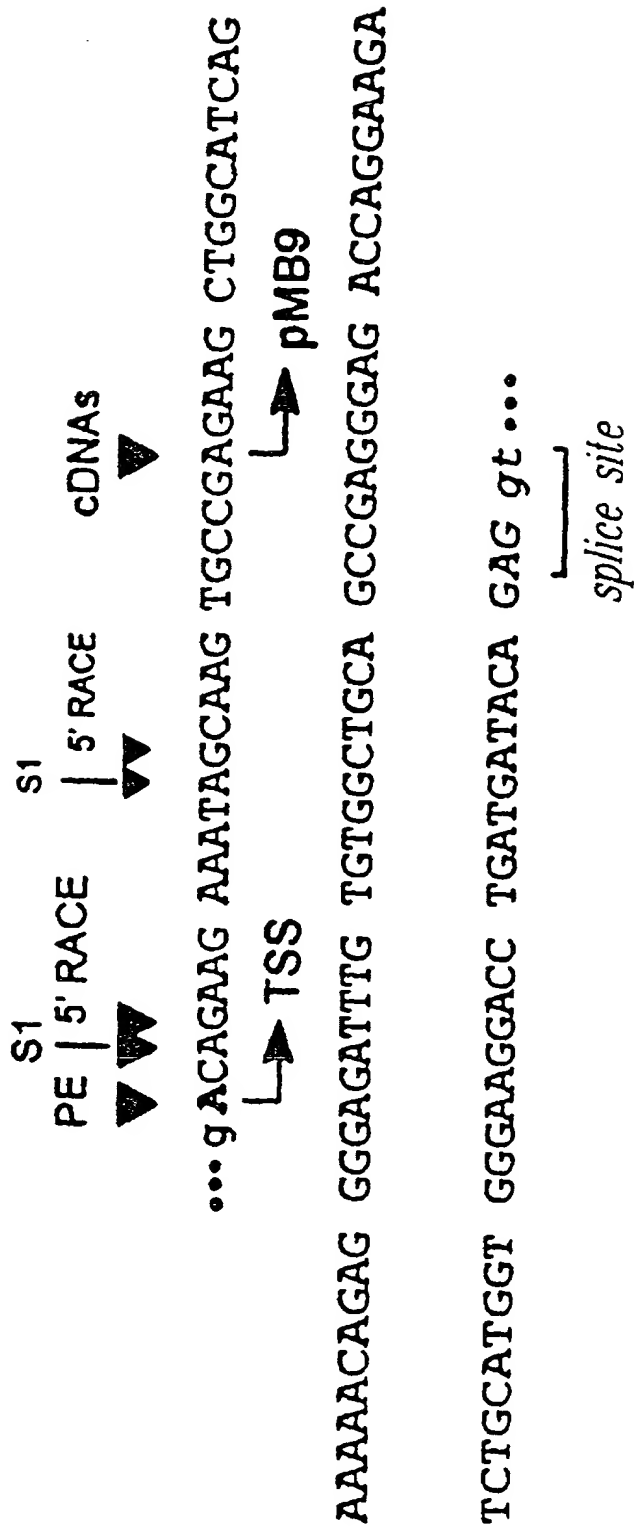 S1 S1
PE 5' RACE 5' RACE cDNAs
•••g ACAGAAG AAATAGCAAG TGCCGAGAAG CTGGCATCAG
TSS pMB9
AAAAACAGAG GGGAGATTTG TGTGGCTGCA GCCGAGGGAG ACCAGGAAGA
TCTGCATGGT GGGAAGGACC TGATGATACA GAG gt •••
splice site